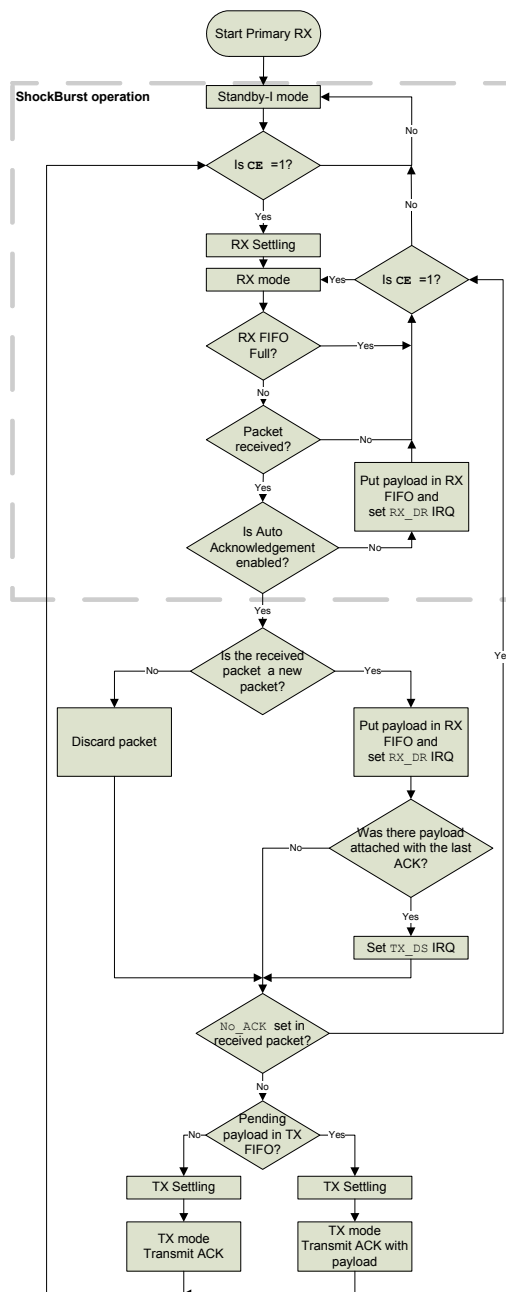 Start Primary RX
ShockBurst operation
Standby-I mode
No
Is CE =1?
No
Yes
RX Settling
RX mode
Yes
Is CE =1?
RX FIFO
Full?
Yes
No
Packet
received?
No
Yes
Put payload in RX
FIFO and
set RX_DR IRQ
Is Auto
Acknowledgement
enabled?
No
Yes
Is the received
packet a new
packet?
No
Yes
Discard packet
Put payload in RX
FIFO and
set RX_DR IRQ
Was there payload
attached with the last
ACK?
No
Yes
Set TX_DS IRQ
No_ACK set in
received packet?
No
Pending
payload in TX
FIFO?
No
Yes
TX Settling
TX Settling
TX mode
Transmit ACK
TX mode
Transmit ACK with
payload